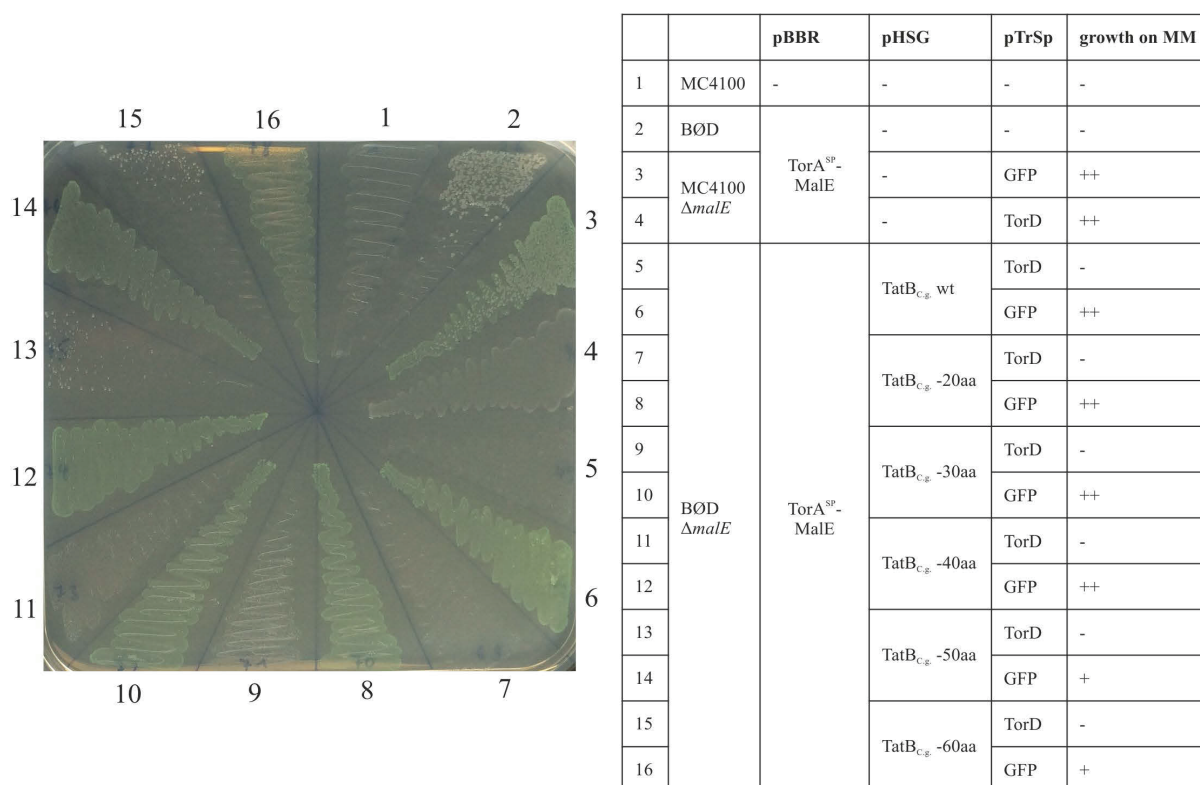 15 16 1 2
14 3
13 4
12 5
11 6
10 9 8 7
pBBR pHSG pTrSp growth on MM
1 MC4100 - - - -
2 BØD TorA^SP-MalE - - -
3 MC4100 ΔmalE - GFP ++
4 - TorD ++
5 BØD ΔmalE TorA^SP-MalE TatB_C.g. wt TorD -
6 GFP ++
7 TatB_C.g. -20aa TorD -
8 GFP ++
9 TatB_C.g. -30aa TorD -
10 GFP ++
11 TatB_C.g. -40aa TorD -
12 GFP ++
13 TatB_C.g. -50aa TorD -
14 GFP +
15 TatB_C.g. -60aa TorD -
16 GFP +